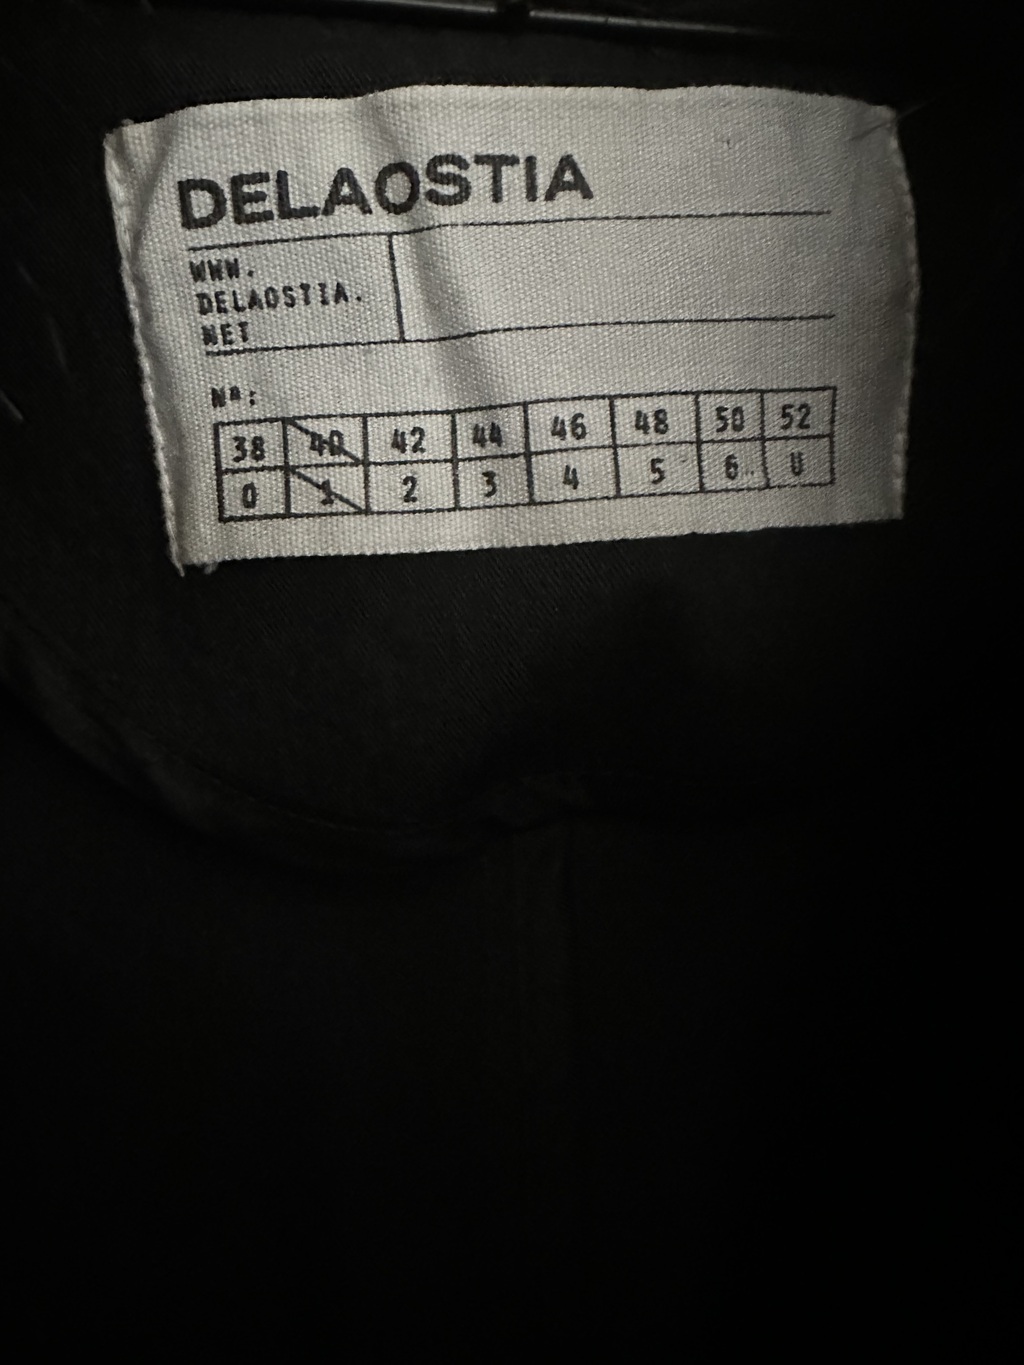 DELAOSTIA
WWW.
DELAOSTIA.
NET
Nª:
38 40 42 44 46 48 50 52
0 1 2 3 4 5 6 U